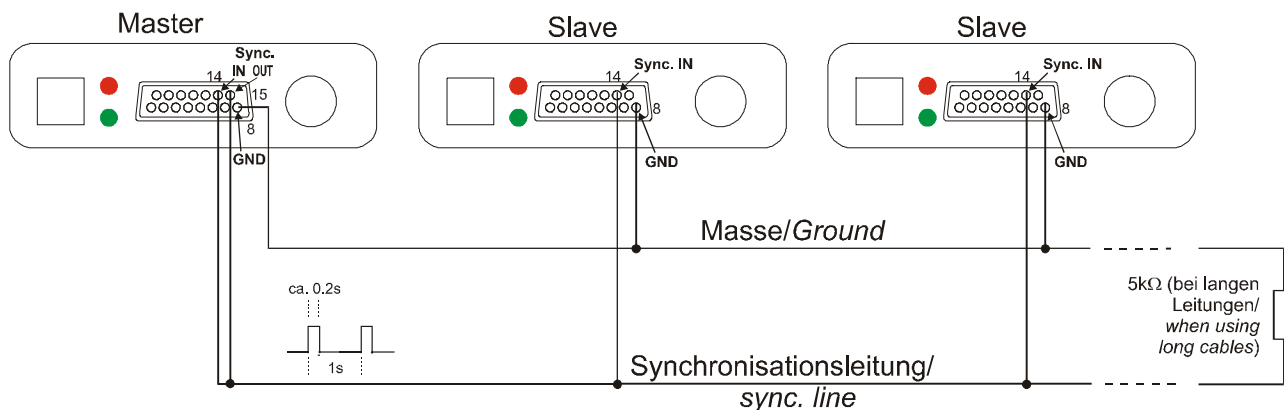 Master
Slave
Slave
Sync.
IN OUT
14
15
8
GND
14
Sync. IN
8
GND
14
Sync. IN
8
GND
Masse/Ground
ca. 0.2s
1s
5kΩ (bei langen
Leitungen/
when using
long cables)
Synchronisationsleitung/
sync. line